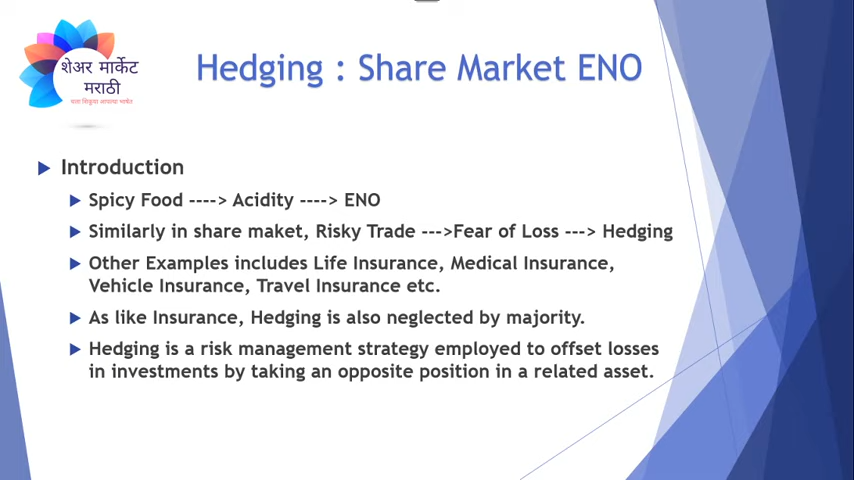 शेअर मार्केट
मराठी
Hedging : Share Market ENO
Introduction
Spicy Food ----> Acidity ----> ENO
Similarly in share maket, Risky Trade --->Fear of Loss ---> Hedging
Other Examples includes Life Insurance, Medical Insurance,
Vehicle Insurance, Travel Insurance etc.
As like Insurance, Hedging is also neglected by majority.
Hedging is a risk management strategy employed to offset losses
in investments by taking an opposite position in a related asset.